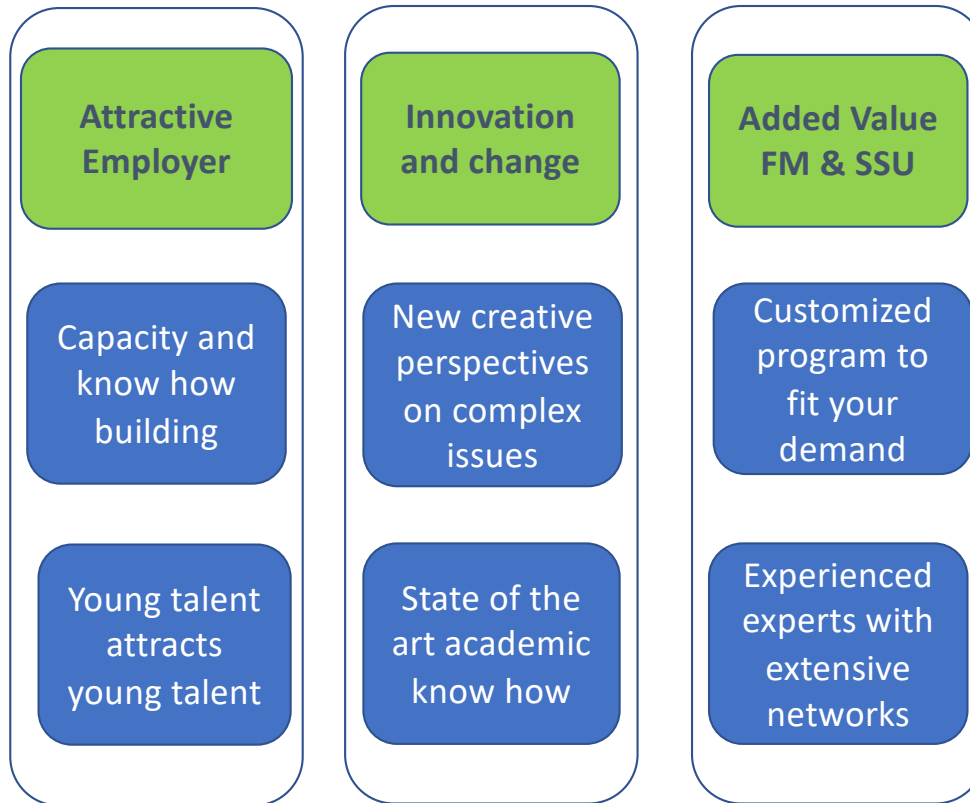 Attractive
Employer
Capacity and
know how
building
Young talent
attracts
young talent
Innovation
and change
New creative
perspectives
on complex
issues
State of the
art academic
know how
Added Value
FM & SSU
Customized
program to
fit your
demand
Experienced
experts with
extensive
networks